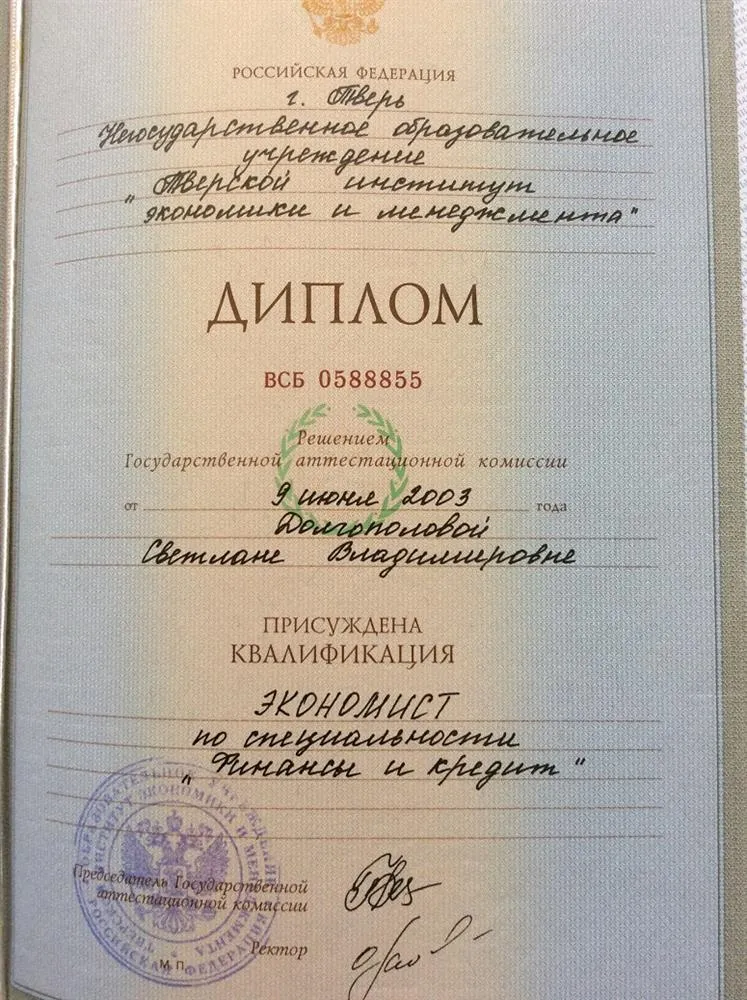 РОССИЙСКАЯ ФЕДЕРАЦИЯ
г. Тверь
Негосударственное образовательное
учреждение
"Тверской институт
экономики и менеджмента"
ДИПЛОМ
ВСБ 0588855
Решением
Государственной аттестационной комиссии
от 9 июня 2003 года
Долгополовой
Светлане Владимировне
ПРИСУЖДЕНА
КВАЛИФИКАЦИЯ
ЭКОНОМИСТ
по специальности
"Финансы и кредит"
Председатель Государственной
аттестационной комиссии
Ректор
М.П.